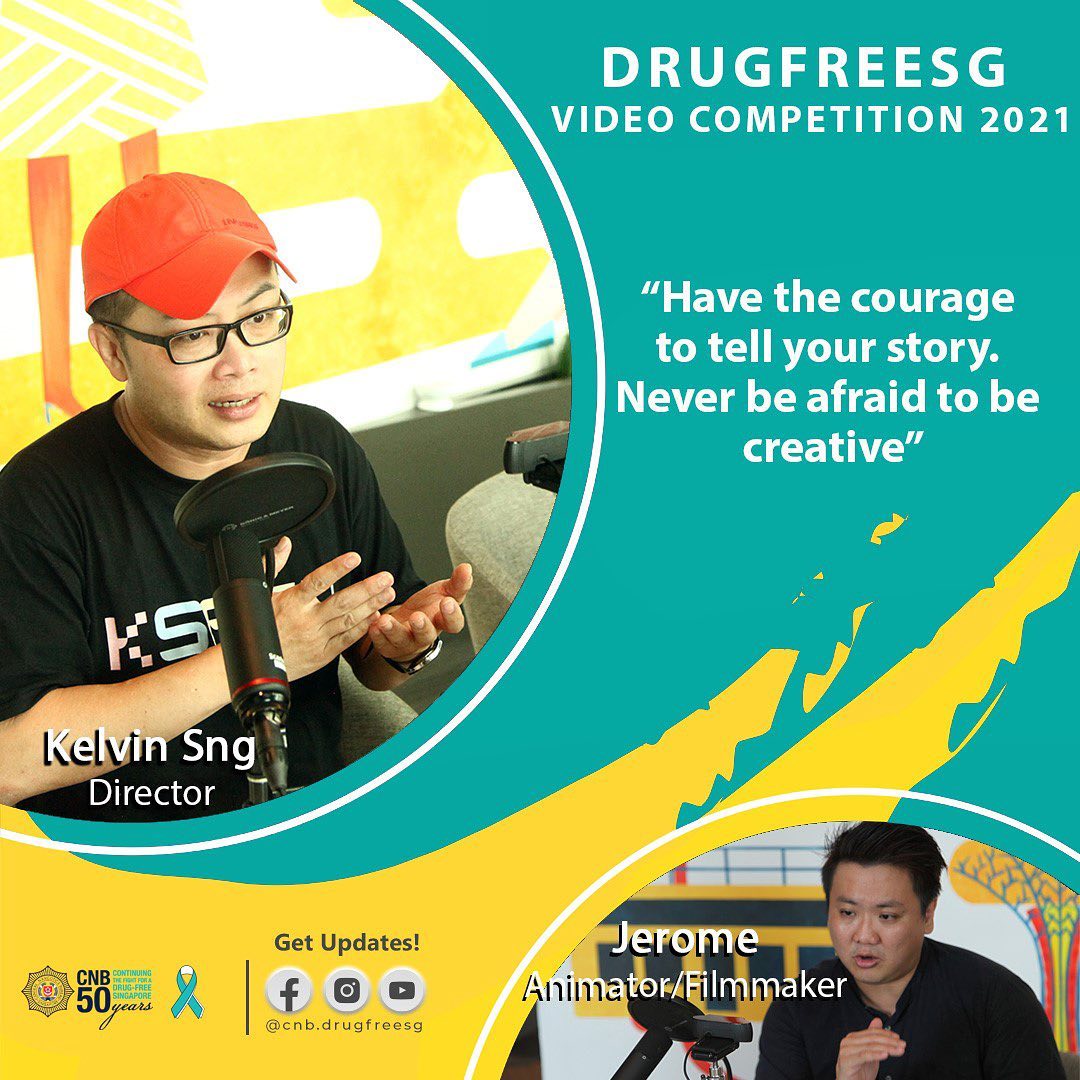 DRUGFREESG
VIDEO COMPETITION 2021
“Have the courage
to tell your story.
Never be afraid to be
creative”
Kelvin Sng
Director
Jerome
Animator/Filmmaker
Get Updates!
@cnb.drugfreesg
CNB
50
years
CONTINUING
THE FIGHT FOR A
DRUG-FREE
SINGAPORE